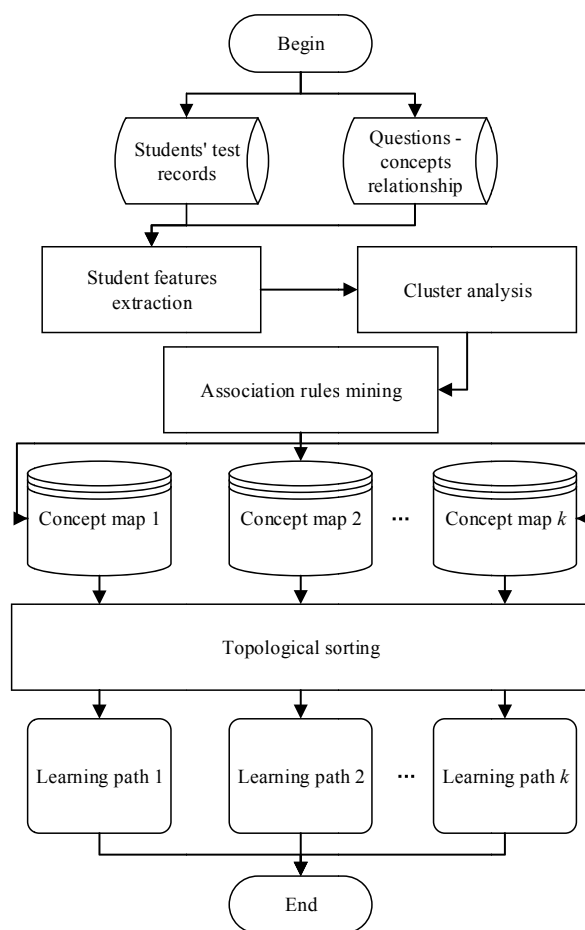 Begin
Students' test
records
Questions -
concepts
relationship
Student features
extraction
Cluster analysis
Association rules mining
Concept map 1
Concept map 2
...
Concept map k
Topological sorting
Learning path 1
Learning path 2
...
Learning path k
End